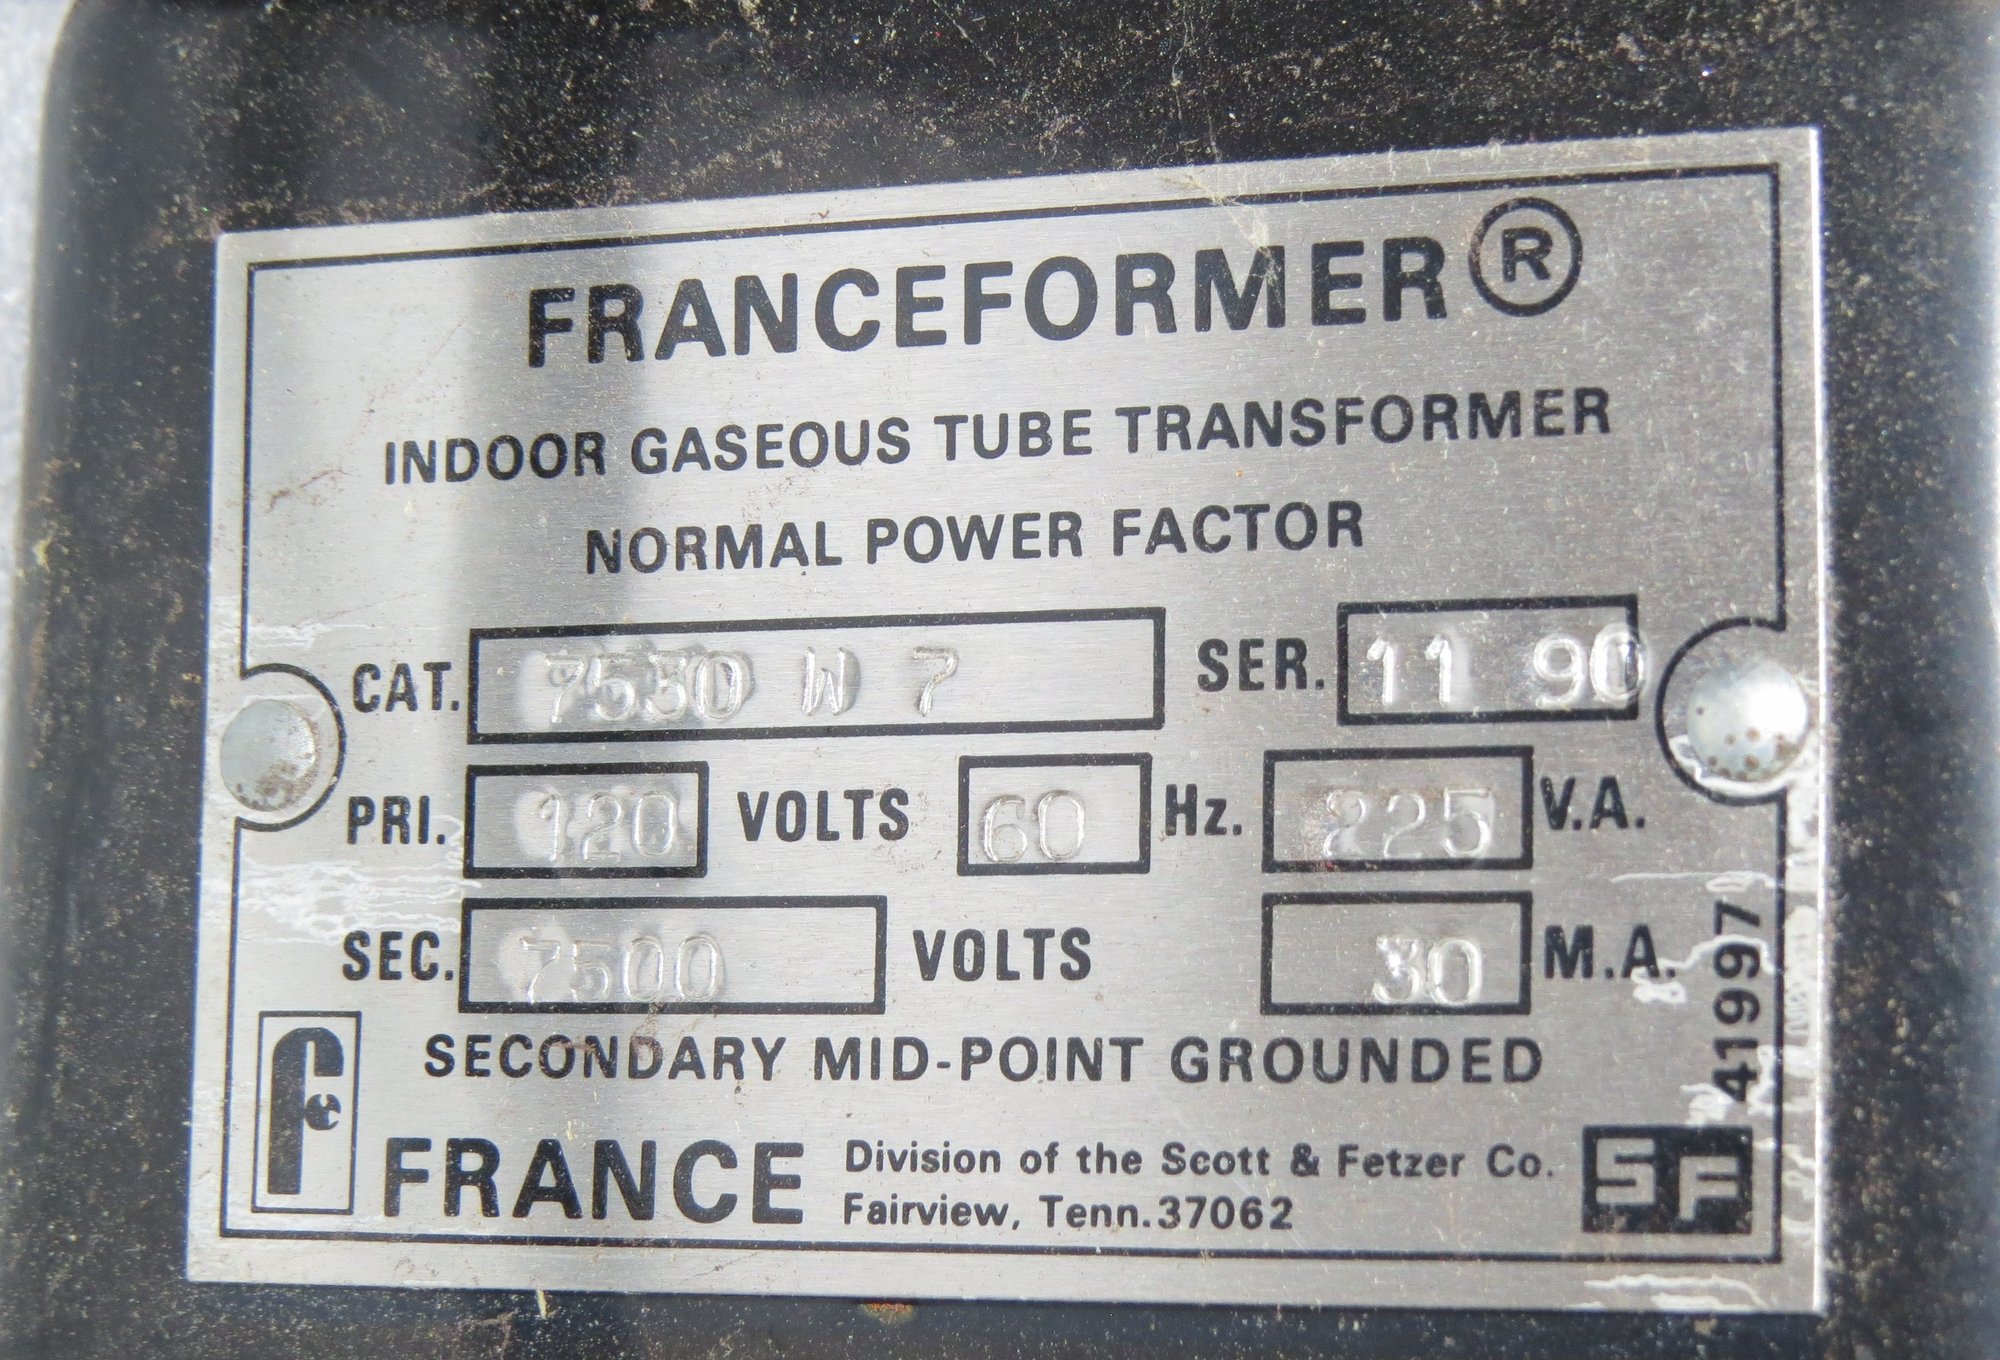 FRANCEFORMER®
INDOOR GASEOUS TUBE TRANSFORMER
NORMAL POWER FACTOR
CAT. 7530 W 7 SER. 11 90
PRI. 120 VOLTS 60 Hz. 225 V.A.
SEC. 7500 VOLTS 30 M.A.
SECONDARY MID-POINT GROUNDED
41997
f FRANCE Division of the Scott & Fetzer Co.
Fairview, Tenn. 37062
SF